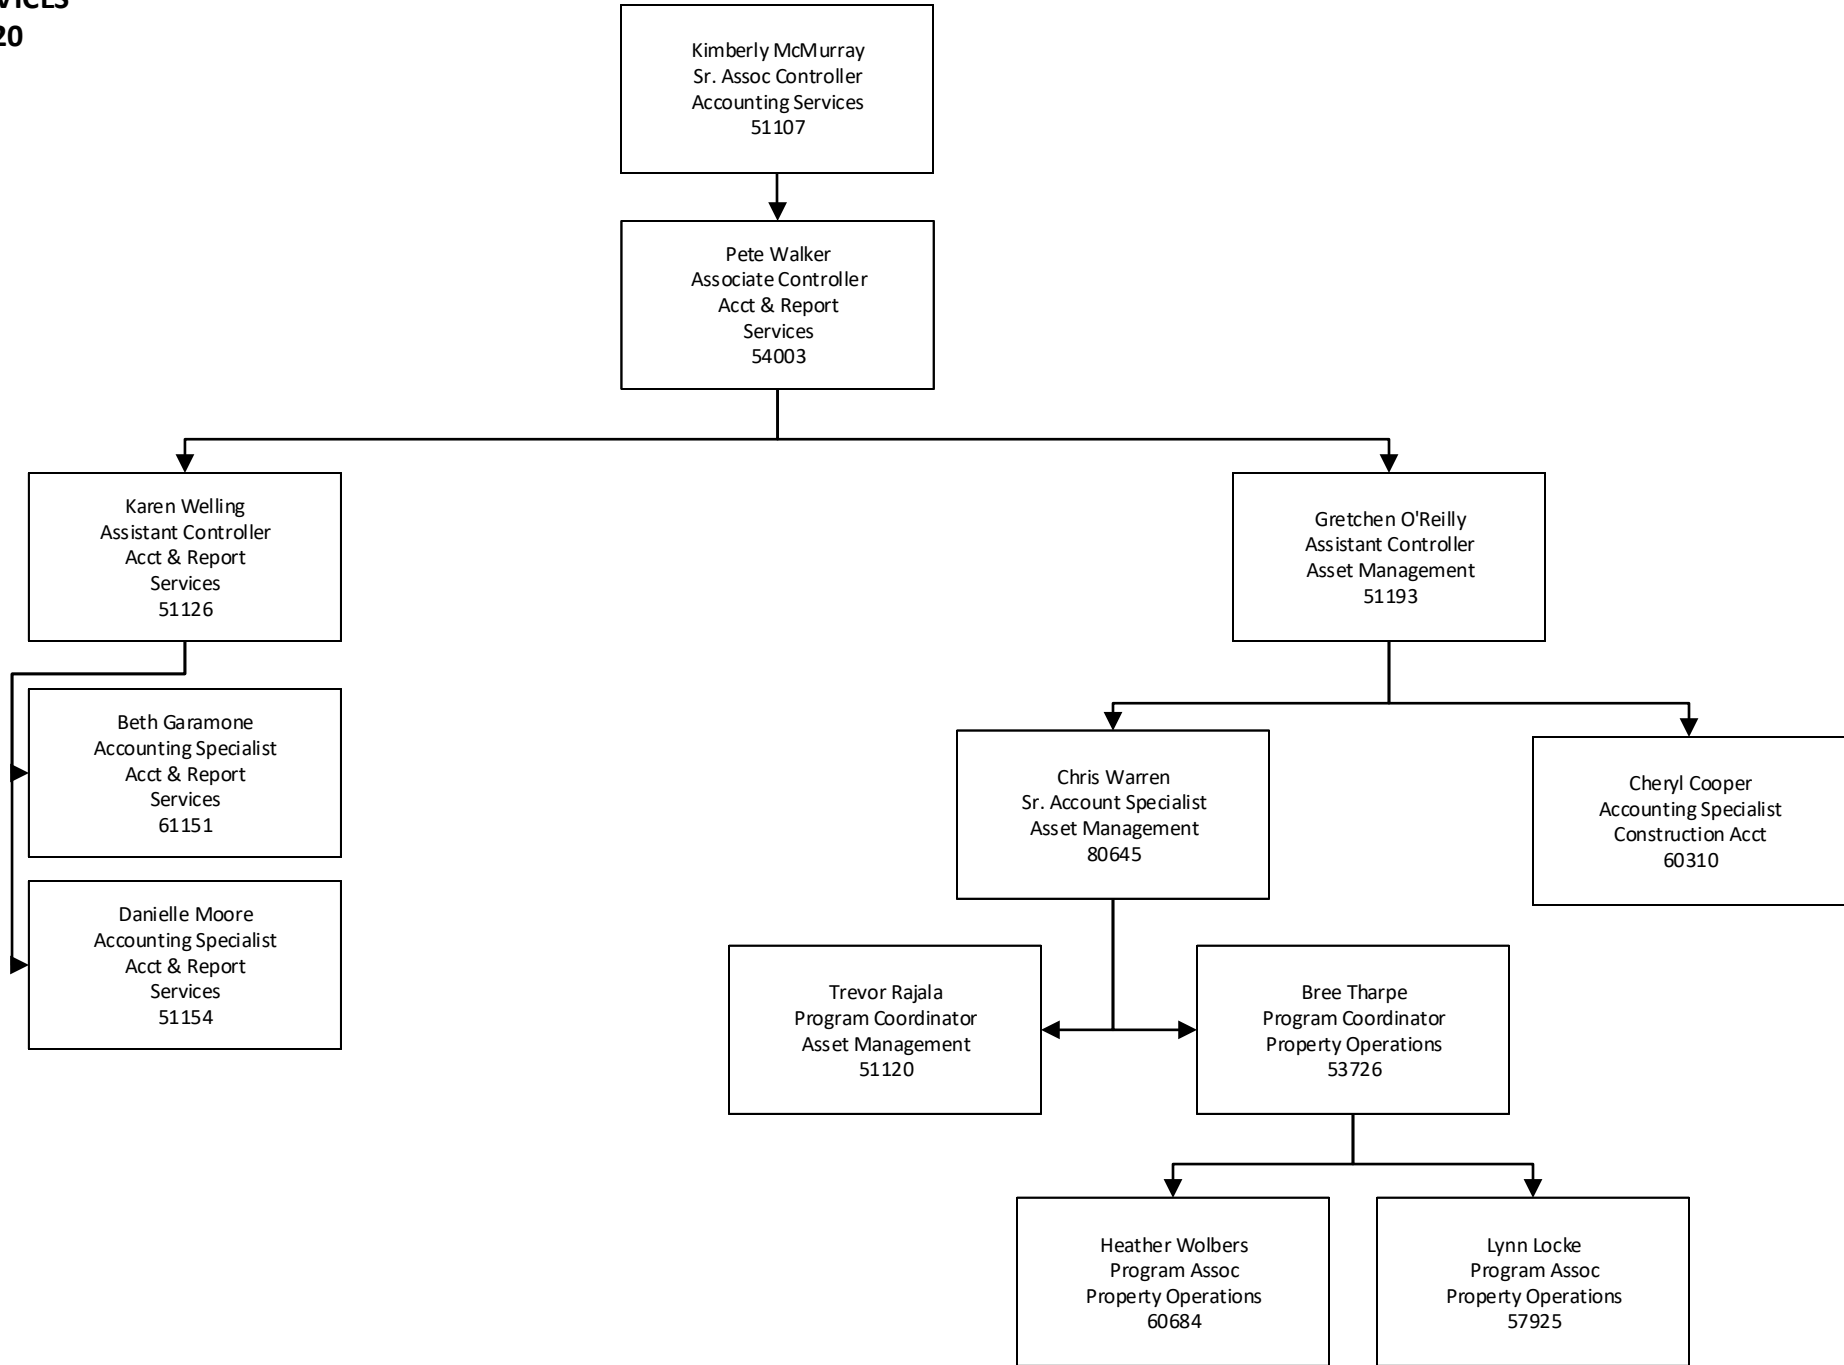 20
Kimberly McMurray
Sr. Assoc Controller
Accounting Services
51107
Pete Walker
Associate Controller
Acct & Report
Services
54003
Karen Welling
Assistant Controller
Acct & Report
Services
51126
Gretchen O'Reilly
Assistant Controller
Asset Management
51193
Beth Garamone
Accounting Specialist
Acct & Report
Services
61151
Danielle Moore
Accounting Specialist
Acct & Report
Services
51154
Chris Warren
Sr. Account Specialist
Asset Management
80645
Cheryl Cooper
Accounting Specialist
Construction Acct
60310
Trevor Rajala
Program Coordinator
Asset Management
51120
Bree Tharpe
Program Coordinator
Property Operations
53726
Heather Wolbers
Program Assoc
Property Operations
60684
Lynn Locke
Program Assoc
Property Operations
57925